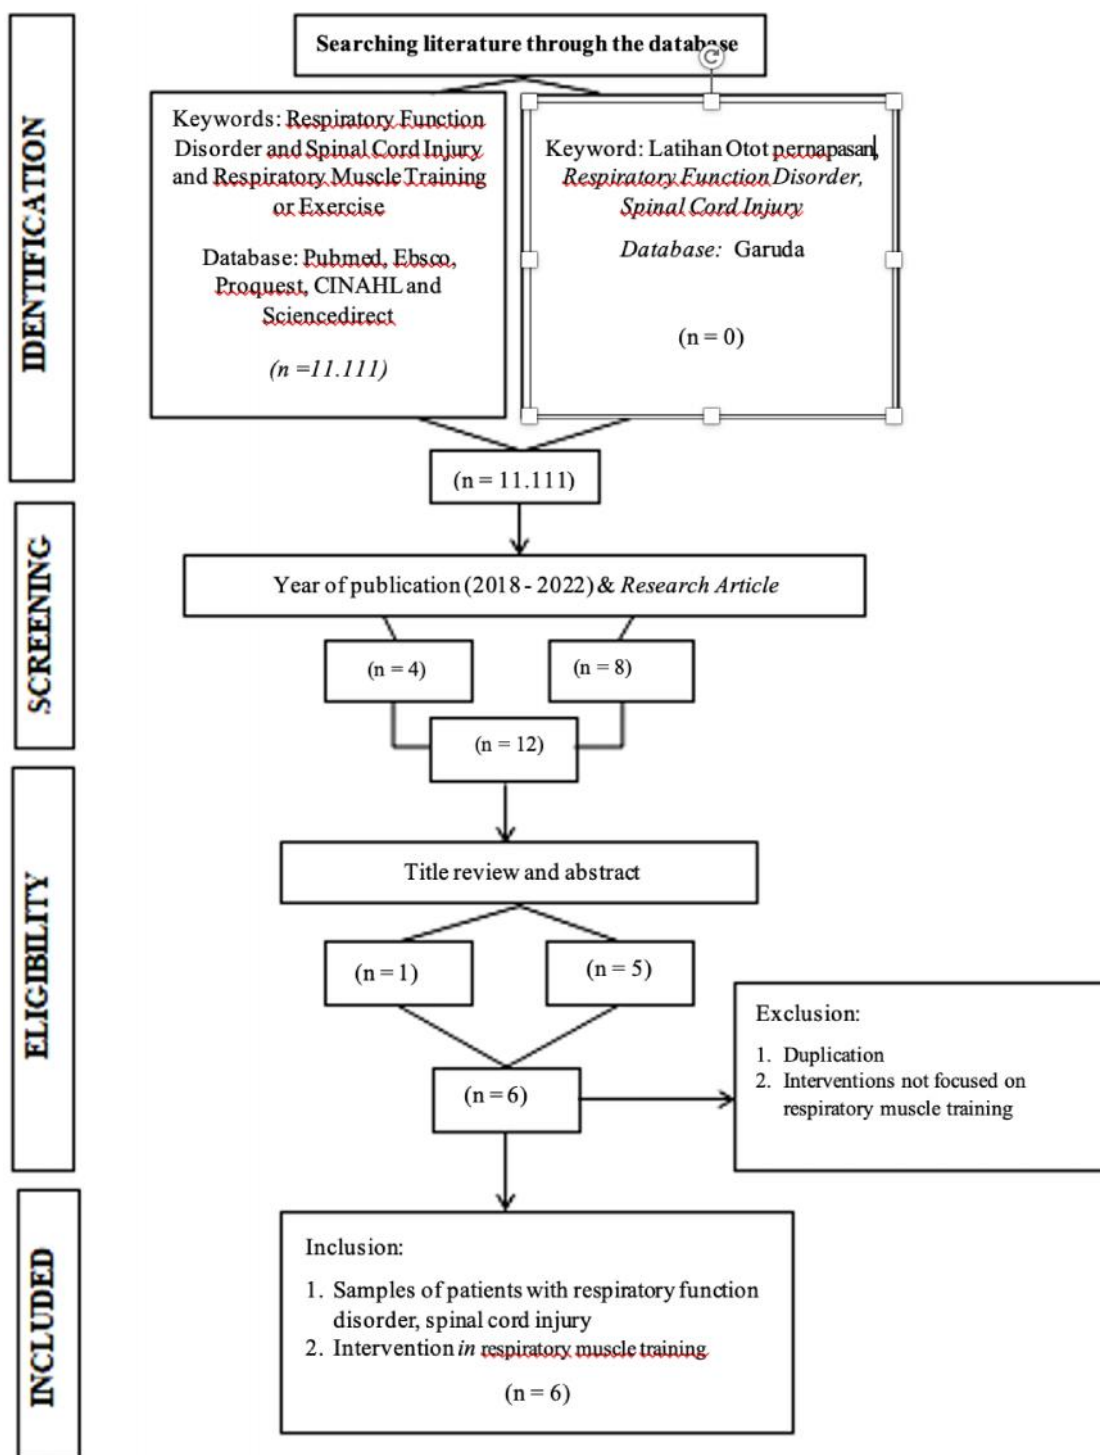 Searching literature through the database
IDENTIFICATION
Keywords: Respiratory Function
Disorder and Spinal Cord Injury
and Respiratory Muscle Training
or Exercise
Database: Pubmed, Ebsco,
Proquest, CINAHL and
Sciencedirect
(n =11.111)
Keyword: Latihan Otot pernapasan,
Respiratory Function Disorder,
Spinal Cord Injury
Database: Garuda
(n = 0)
(n = 11.111)
SCREENING
Year of publication (2018 - 2022) & Research Article
(n = 4)
(n = 8)
(n = 12)
ELIGIBILITY
Title review and abstract
(n = 1)
(n = 5)
(n = 6)
Exclusion:
1. Duplication
2. Interventions not focused on
respiratory muscle training
INCLUDED
Inclusion:
1. Samples of patients with respiratory function
disorder, spinal cord injury
2. Intervention in respiratory muscle training
(n = 6)